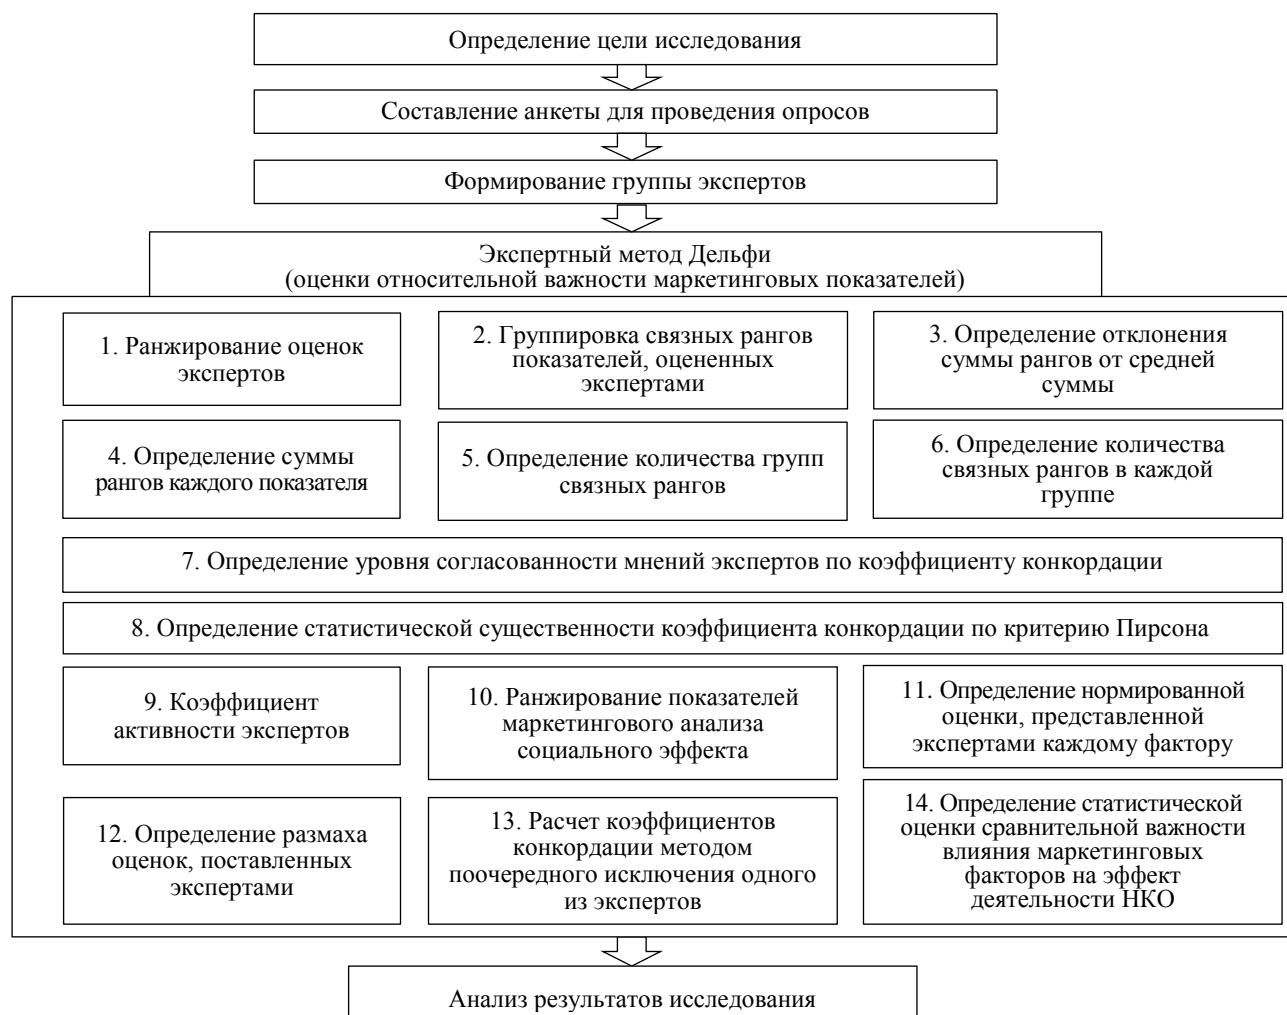 Определение цели исследования
Составление анкеты для проведения опросов
Формирование группы экспертов
Экспертный метод Дельфи
(оценки относительной важности маркетинговых показателей)
1. Ранжирование оценок
экспертов
2. Группировка связных рангов
показателей, оцененных
экспертами
3. Определение отклонения
суммы рангов от средней
суммы
4. Определение суммы
рангов каждого показателя
5. Определение количества групп
связных рангов
6. Определение количества
связных рангов в каждой
группе
7. Определение уровня согласованности мнений экспертов по коэффициенту конкордации
8. Определение статистической существенности коэффициента конкордации по критерию Пирсона
9. Коэффициент
активности экспертов
10. Ранжирование показателей
маркетингового анализа
социального эффекта
11. Определение нормированной
оценки, представленной
экспертами каждому фактору
12. Определение размаха
оценок, поставленных
экспертами
13. Расчет коэффициентов
конкордации методом
поочередного исключения одного
из экспертов
14. Определение статистической
оценки сравнительной важности
влияния маркетинговых
факторов на эффект
деятельности НКО
Анализ результатов исследования